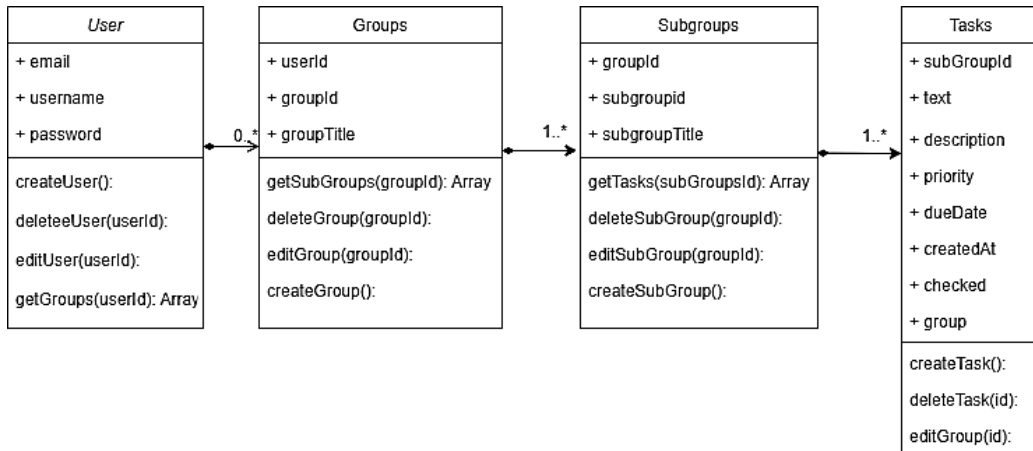 User
+ email
+ username
+ password
createUser():
deleteeUser(userId):
editUser(userId):
getGroups(userId): Array
0..*
Groups
+ userId
+ groupId
+ groupTitle
getSubGroups(groupId): Array
deleteGroup(groupId):
editGroup(groupId):
createGroup():
1..*
Subgroups
+ groupId
+ subgroupid
+ subgroupTitle
getTasks(subGroupsId): Array
deleteSubGroup(groupId):
editSubGroup(groupId):
createSubGroup():
1..*
Tasks
+ subGroupId
+ text
+ description
+ priority
+ dueDate
+ createdAt
+ checked
+ group
createTask():
deleteTask(id):
editGroup(id):